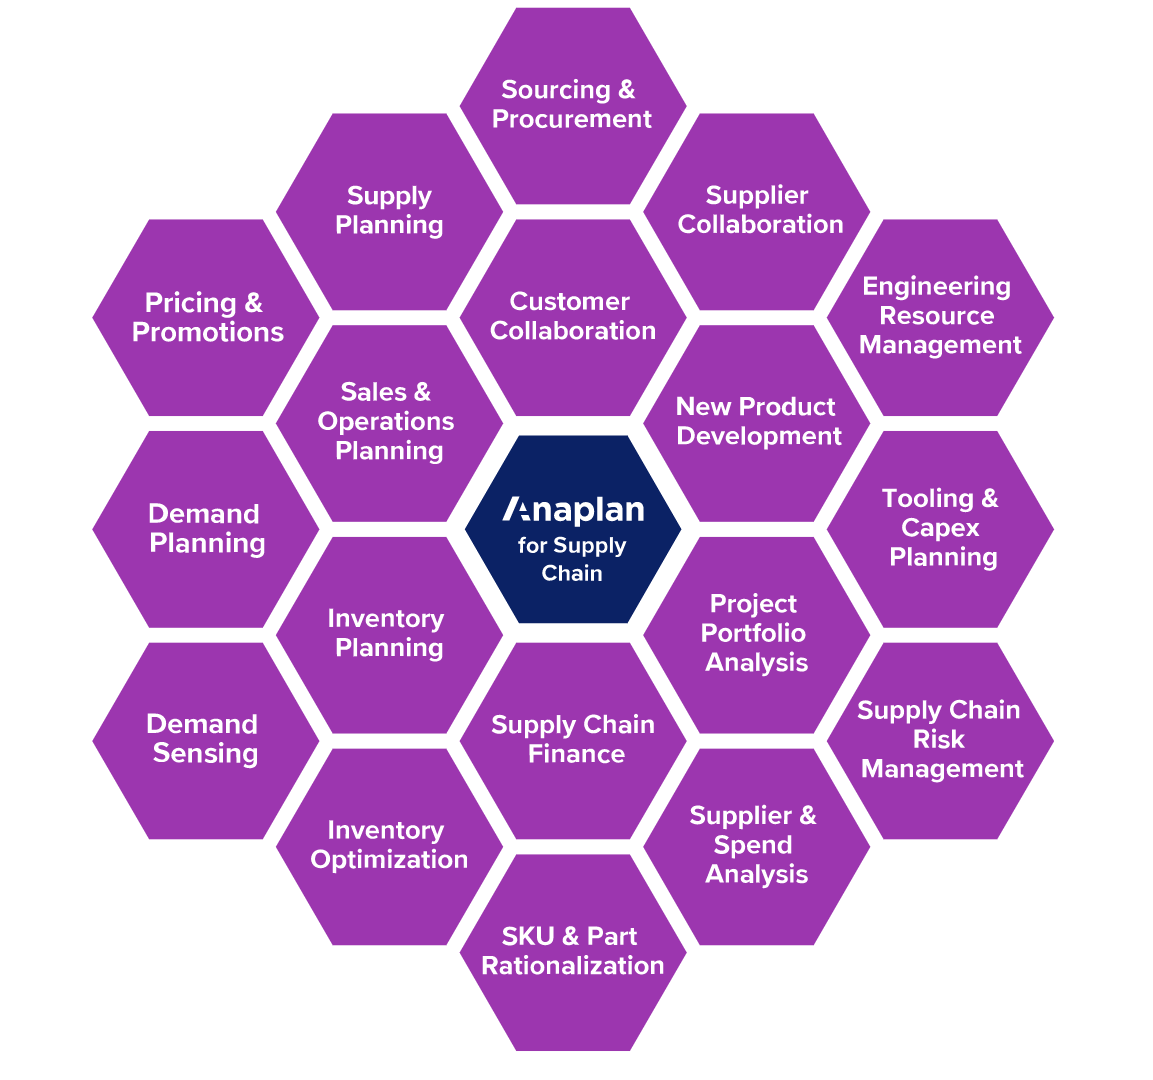 Sourcing &
Procurement
Supply
Planning
Supplier
Collaboration
Pricing &
Promotions
Customer
Collaboration
Engineering
Resource
Management
Sales &
Operations
Planning
New Product
Development
Demand
Planning
Anaplan
for Supply
Chain
Tooling &
Capex
Planning
Inventory
Planning
Project
Portfolio
Analysis
Demand
Sensing
Supply Chain
Finance
Supply Chain
Risk
Management
Inventory
Optimization
Supplier &
Spend
Analysis
SKU & Part
Rationalization